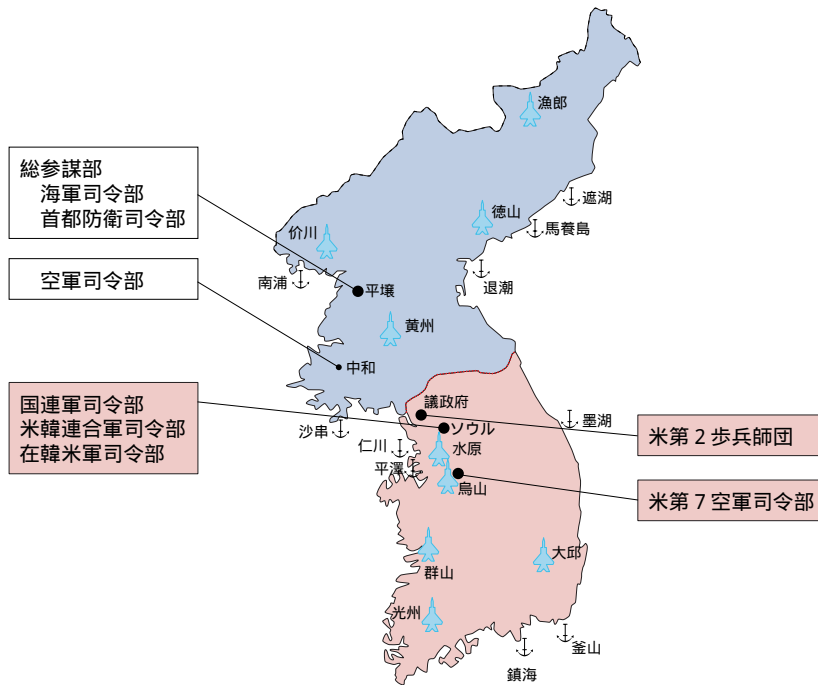 漁郎
総参謀部
海軍司令部
首都防衛司令部
遮湖
徳山
馬養島
价川
空軍司令部
南浦
退潮
平壌
黄州
中和
国連軍司令部
米韓連合軍司令部
在韓米軍司令部
議政府
墨湖
沙串
ソウル
米第2歩兵師団
仁川
水原
平澤
烏山
米第7空軍司令部
大邱
群山
光州
釜山
鎮海